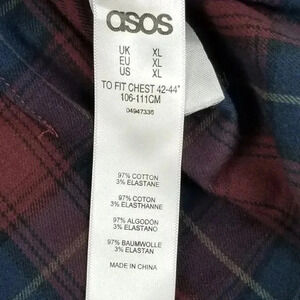 asos
UK XL
EU XL
US XL
TO FIT CHEST 42-44"
106-111CM
04947336
97% COTTON
3% ELASTANE
97% COTON
3% ELASTHANNE
97% ALGODÓN
3% ELASTANO
97% BAUMWOLLE
3% ELASTAN
MADE IN CHINA